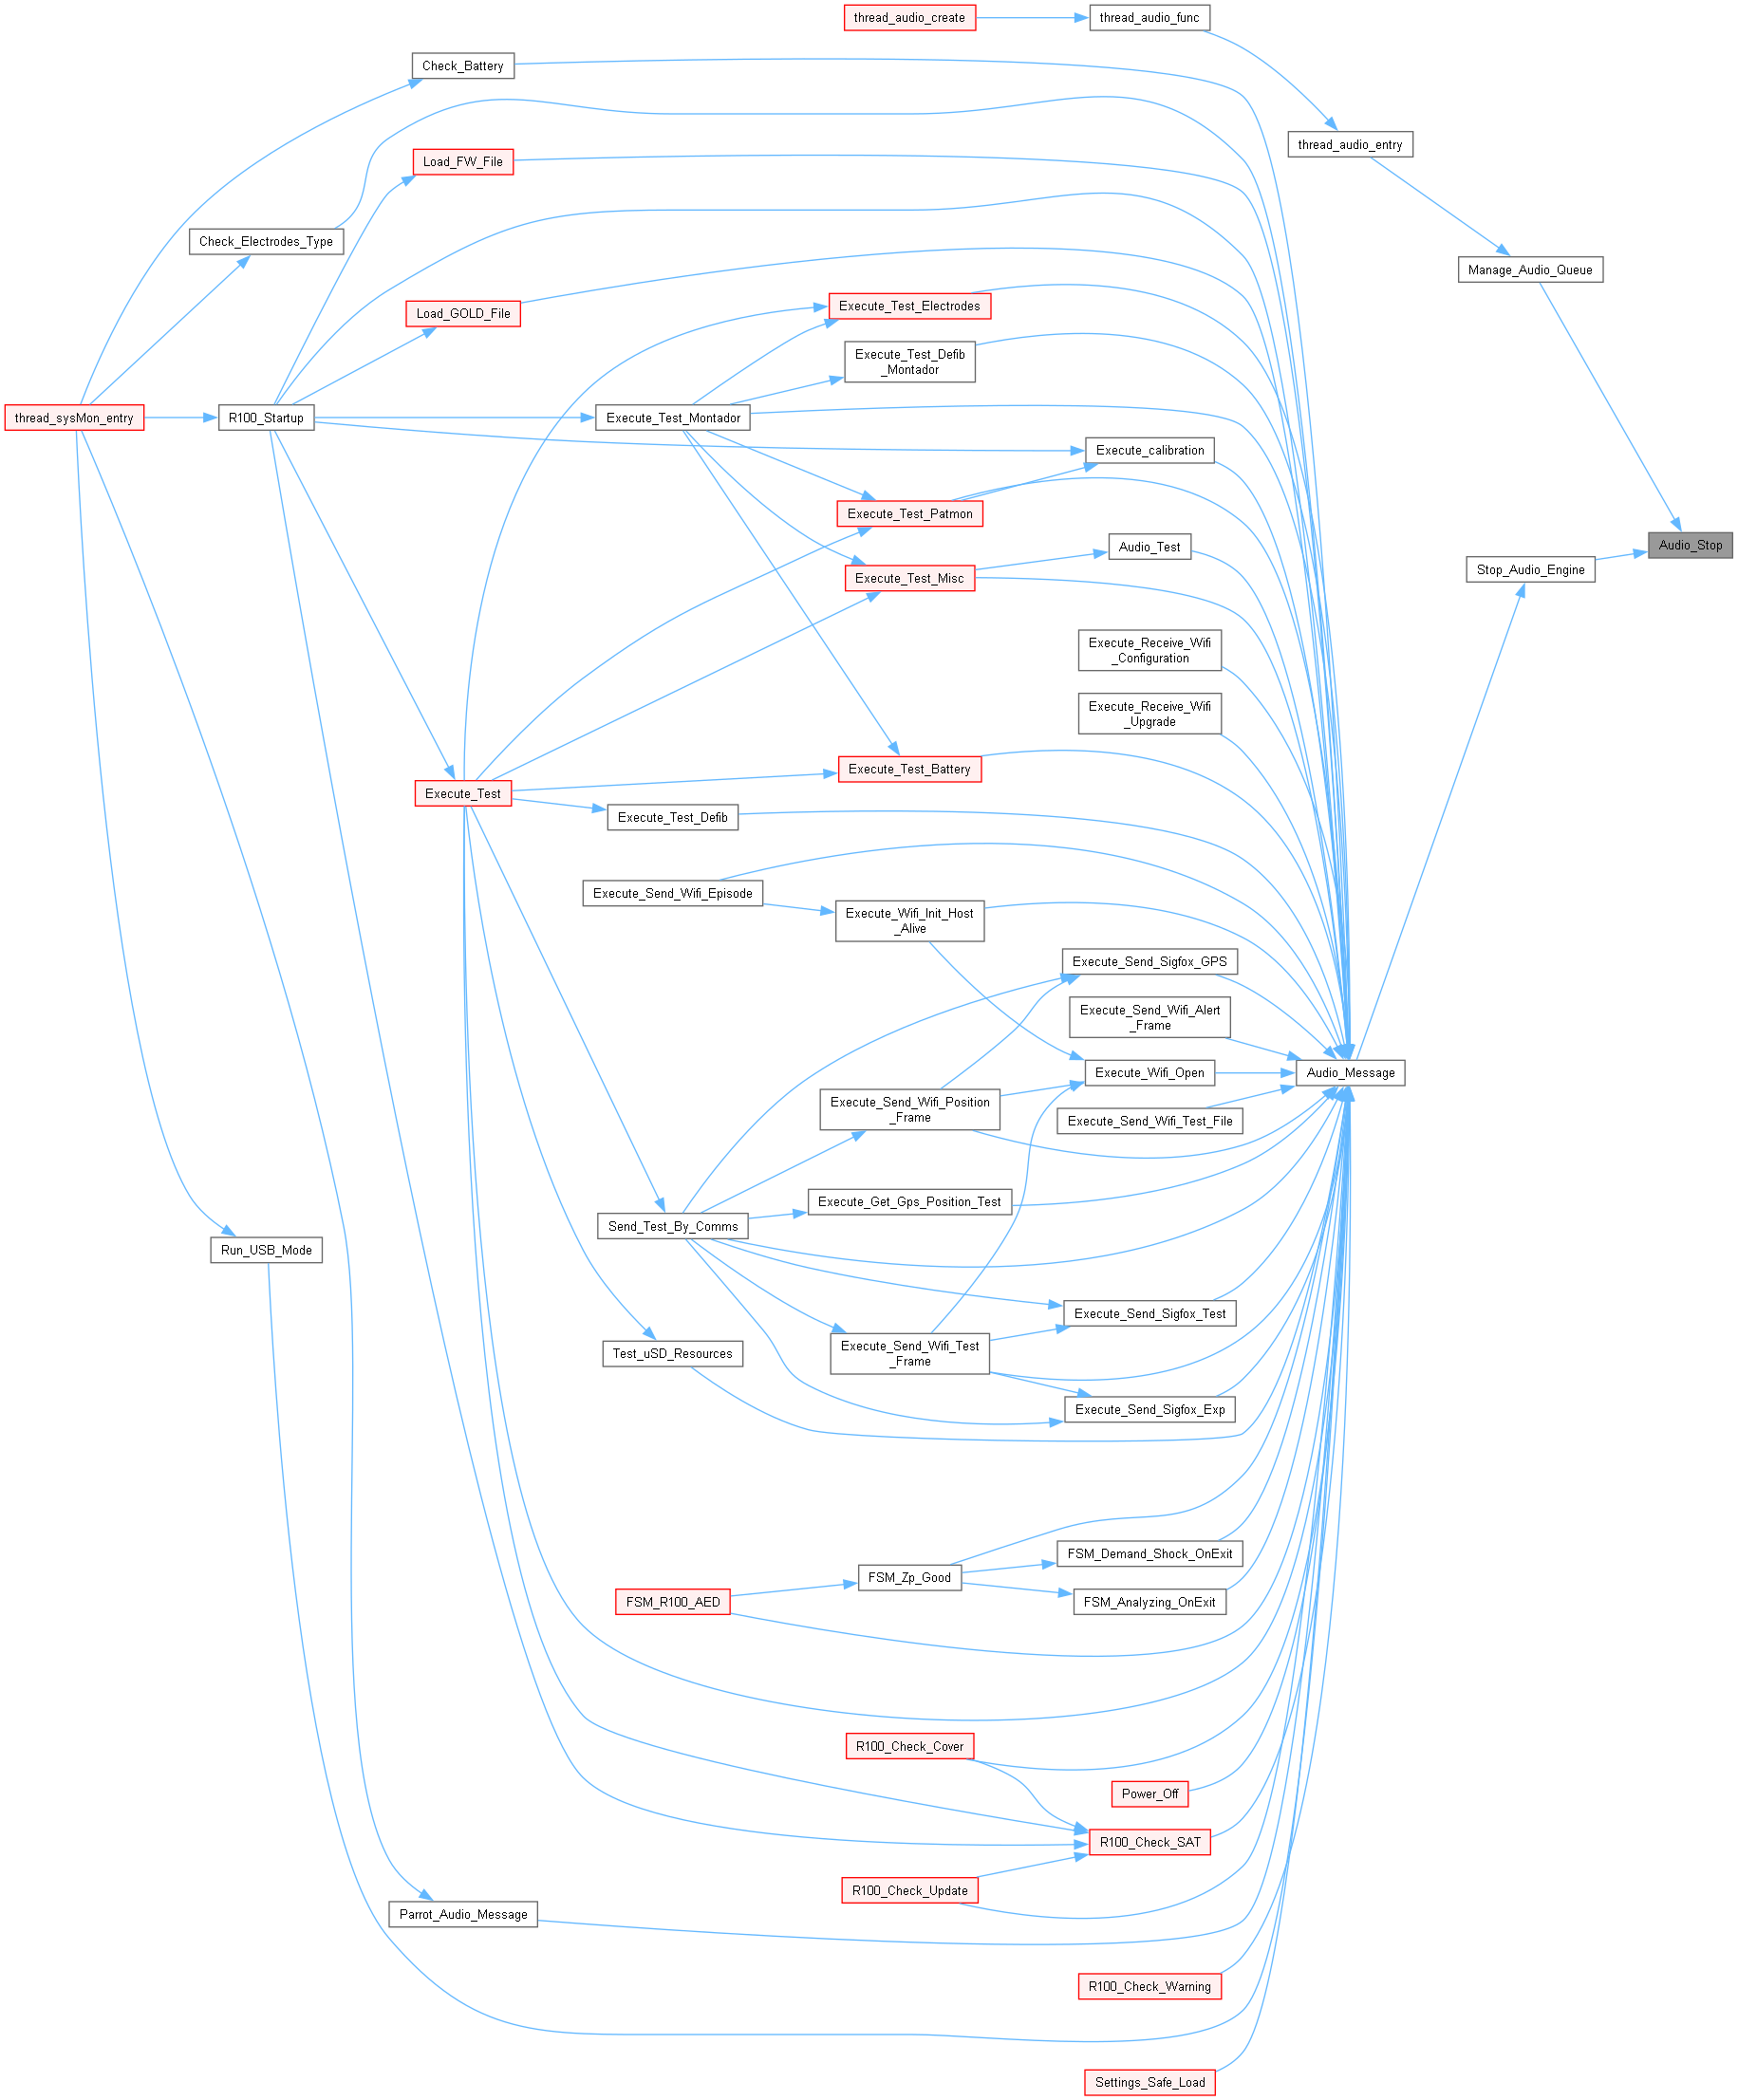 thread_audio_create
thread_audio_func
Check_Battery
thread_audio_entry
Load_FW_File
Check_Electrodes_Type
Manage_Audio_Queue
Execute_Test_Electrodes
Load_GOLD_File
Execute_Test_Defib
_Montador
thread_sysMon_entry
R100_Startup
Execute_Test_Montador
Execute_calibration
Execute_Test_Patmon
Audio_Test
Audio_Stop
Stop_Audio_Engine
Execute_Test_Misc
Execute_Receive_Wifi
_Configuration
Execute_Receive_Wifi
_Upgrade
Execute_Test_Battery
Execute_Test
Execute_Test_Defib
Execute_Send_Wifi_Episode
Execute_Wifi_Init_Host
_Alive
Execute_Send_Sigfox_GPS
Execute_Send_Wifi_Alert
_Frame
Execute_Wifi_Open
Audio_Message
Execute_Send_Wifi_Position
_Frame
Execute_Send_Wifi_Test_File
Execute_Get_Gps_Position_Test
Send_Test_By_Comms
Run_USB_Mode
Execute_Send_Sigfox_Test
Test_uSD_Resources
Execute_Send_Wifi_Test
_Frame
Execute_Send_Sigfox_Exp
FSM_Demand_Shock_OnExit
FSM_Zp_Good
FSM_R100_AED
FSM_Analyzing_OnExit
R100_Check_Cover
Power_Off
R100_Check_SAT
R100_Check_Update
Parrot_Audio_Message
R100_Check_Warning
Settings_Safe_Load